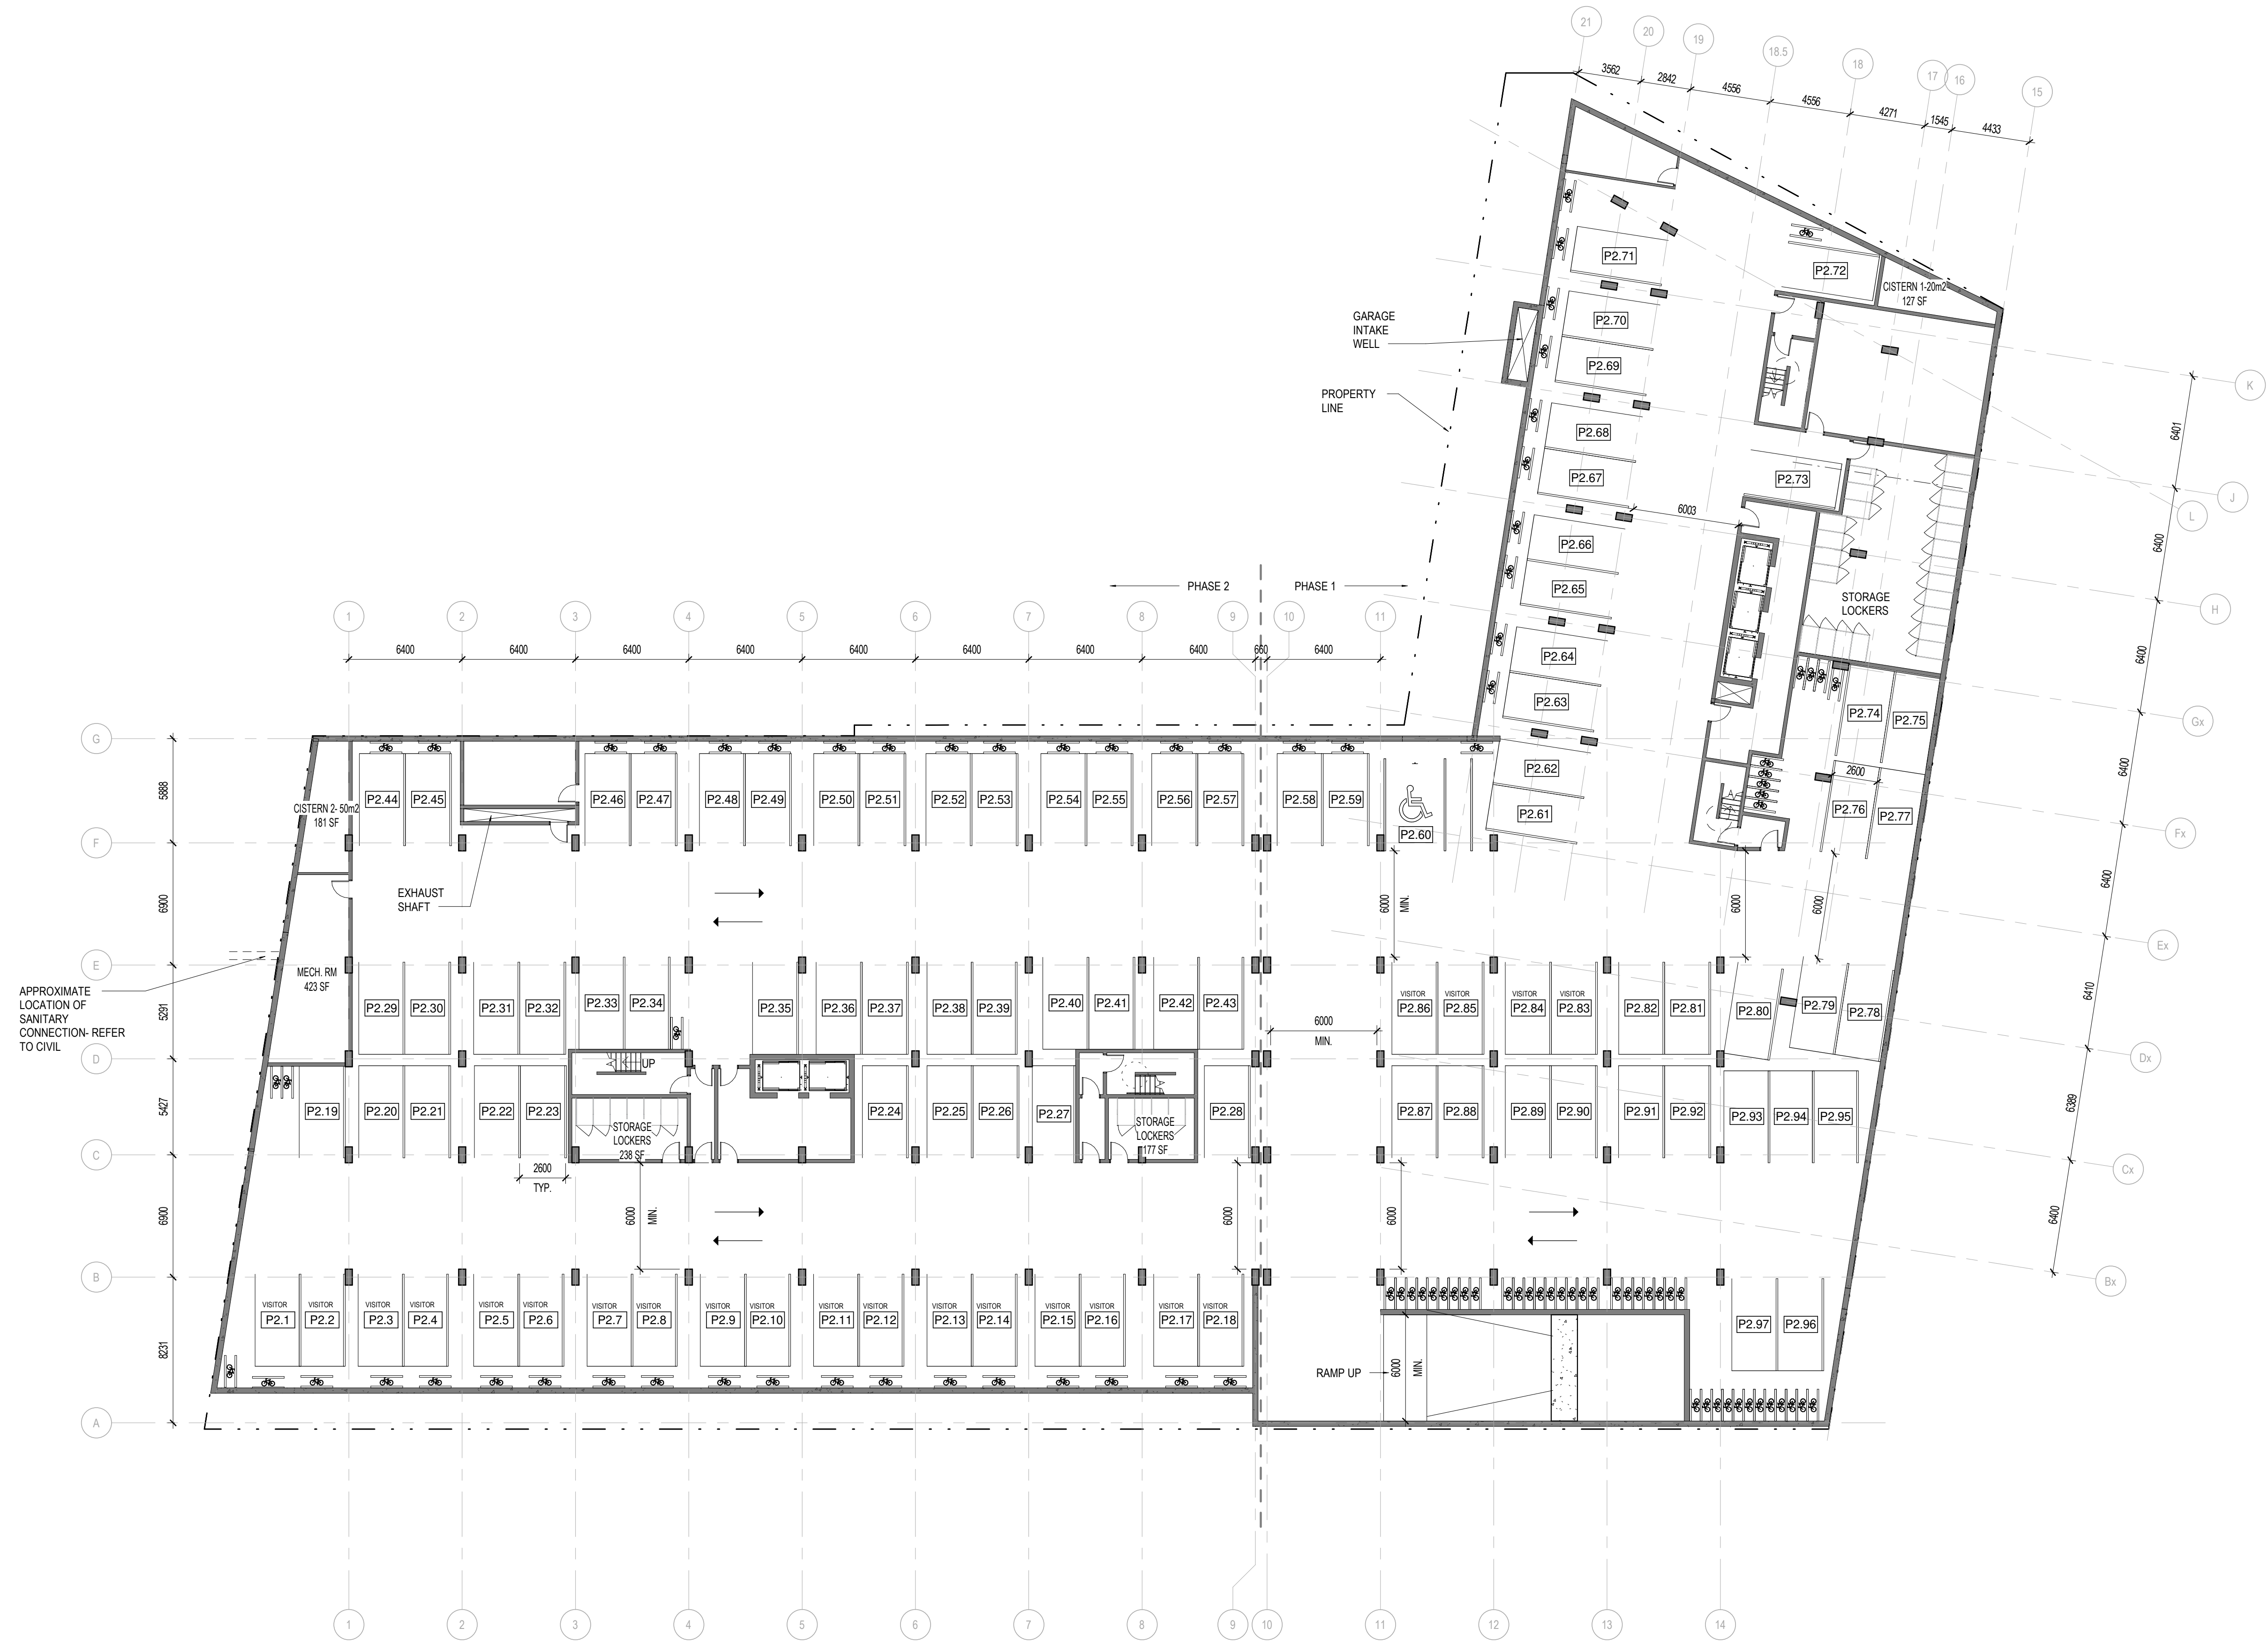 21
20
19
18.5
18
17
16
15
3562
2842
4556
4556
4271
1545
4433
P2.71
P2.72
CISTERN 1-20m2
127 SF
GARAGE
INTAKE
WELL
P2.70
P2.69
PROPERTY
LINE
K
6401
P2.68
P2.67
P2.73
J
L
6003
6400
P2.66
P2.65
PHASE 2
PHASE 1
STORAGE
LOCKERS
H
6400
1
2
3
4
5
6
7
8
9
10
11
6400
6400
6400
6400
6400
6400
6400
6400
660
6400
P2.64
P2.63
P2.74
P2.75
Gx
6400
G
5888
CISTERN 2- 50m2
181 SF
P2.44
P2.45
P2.46
P2.47
P2.48
P2.49
P2.50
P2.51
P2.52
P2.53
P2.54
P2.55
P2.56
P2.57
P2.58
P2.59
P2.60
P2.62
P2.61
2600
P2.76
P2.77
Fx
6400
F
EXHAUST
SHAFT
6900
6000
MIN.
6000
6000
Ex
6410
E
APPROXIMATE
LOCATION OF
SANITARY
CONNECTION- REFER
TO CIVIL
MECH. RM
423 SF
5291
P2.29
P2.30
P2.31
P2.32
P2.33
P2.34
P2.35
P2.36
P2.37
P2.38
P2.39
P2.40
P2.41
P2.42
P2.43
6000
MIN.
VISITOR
P2.86
VISITOR
P2.85
VISITOR
P2.84
VISITOR
P2.83
P2.82
P2.81
P2.80
P2.79
P2.78
Dx
6389
D
UP
5427
P2.19
P2.20
P2.21
P2.22
P2.23
STORAGE
LOCKERS
238 SF
P2.24
P2.25
P2.26
P2.27
STORAGE
LOCKERS
177 SF
P2.28
P2.87
P2.88
P2.89
P2.90
P2.91
P2.92
P2.93
P2.94
P2.95
Cx
6400
C
2600
TYP.
6900
6000
MIN.
6000
6000
Bx
B
8231
VISITOR
P2.1
VISITOR
P2.2
VISITOR
P2.3
VISITOR
P2.4
VISITOR
P2.5
VISITOR
P2.6
VISITOR
P2.7
VISITOR
P2.8
VISITOR
P2.9
VISITOR
P2.10
VISITOR
P2.11
VISITOR
P2.12
VISITOR
P2.13
VISITOR
P2.14
VISITOR
P2.15
VISITOR
P2.16
VISITOR
P2.17
VISITOR
P2.18
RAMP UP
6000
MIN.
P2.97
P2.96
A
1
2
3
4
5
6
7
8
9
10
11
12
13
14